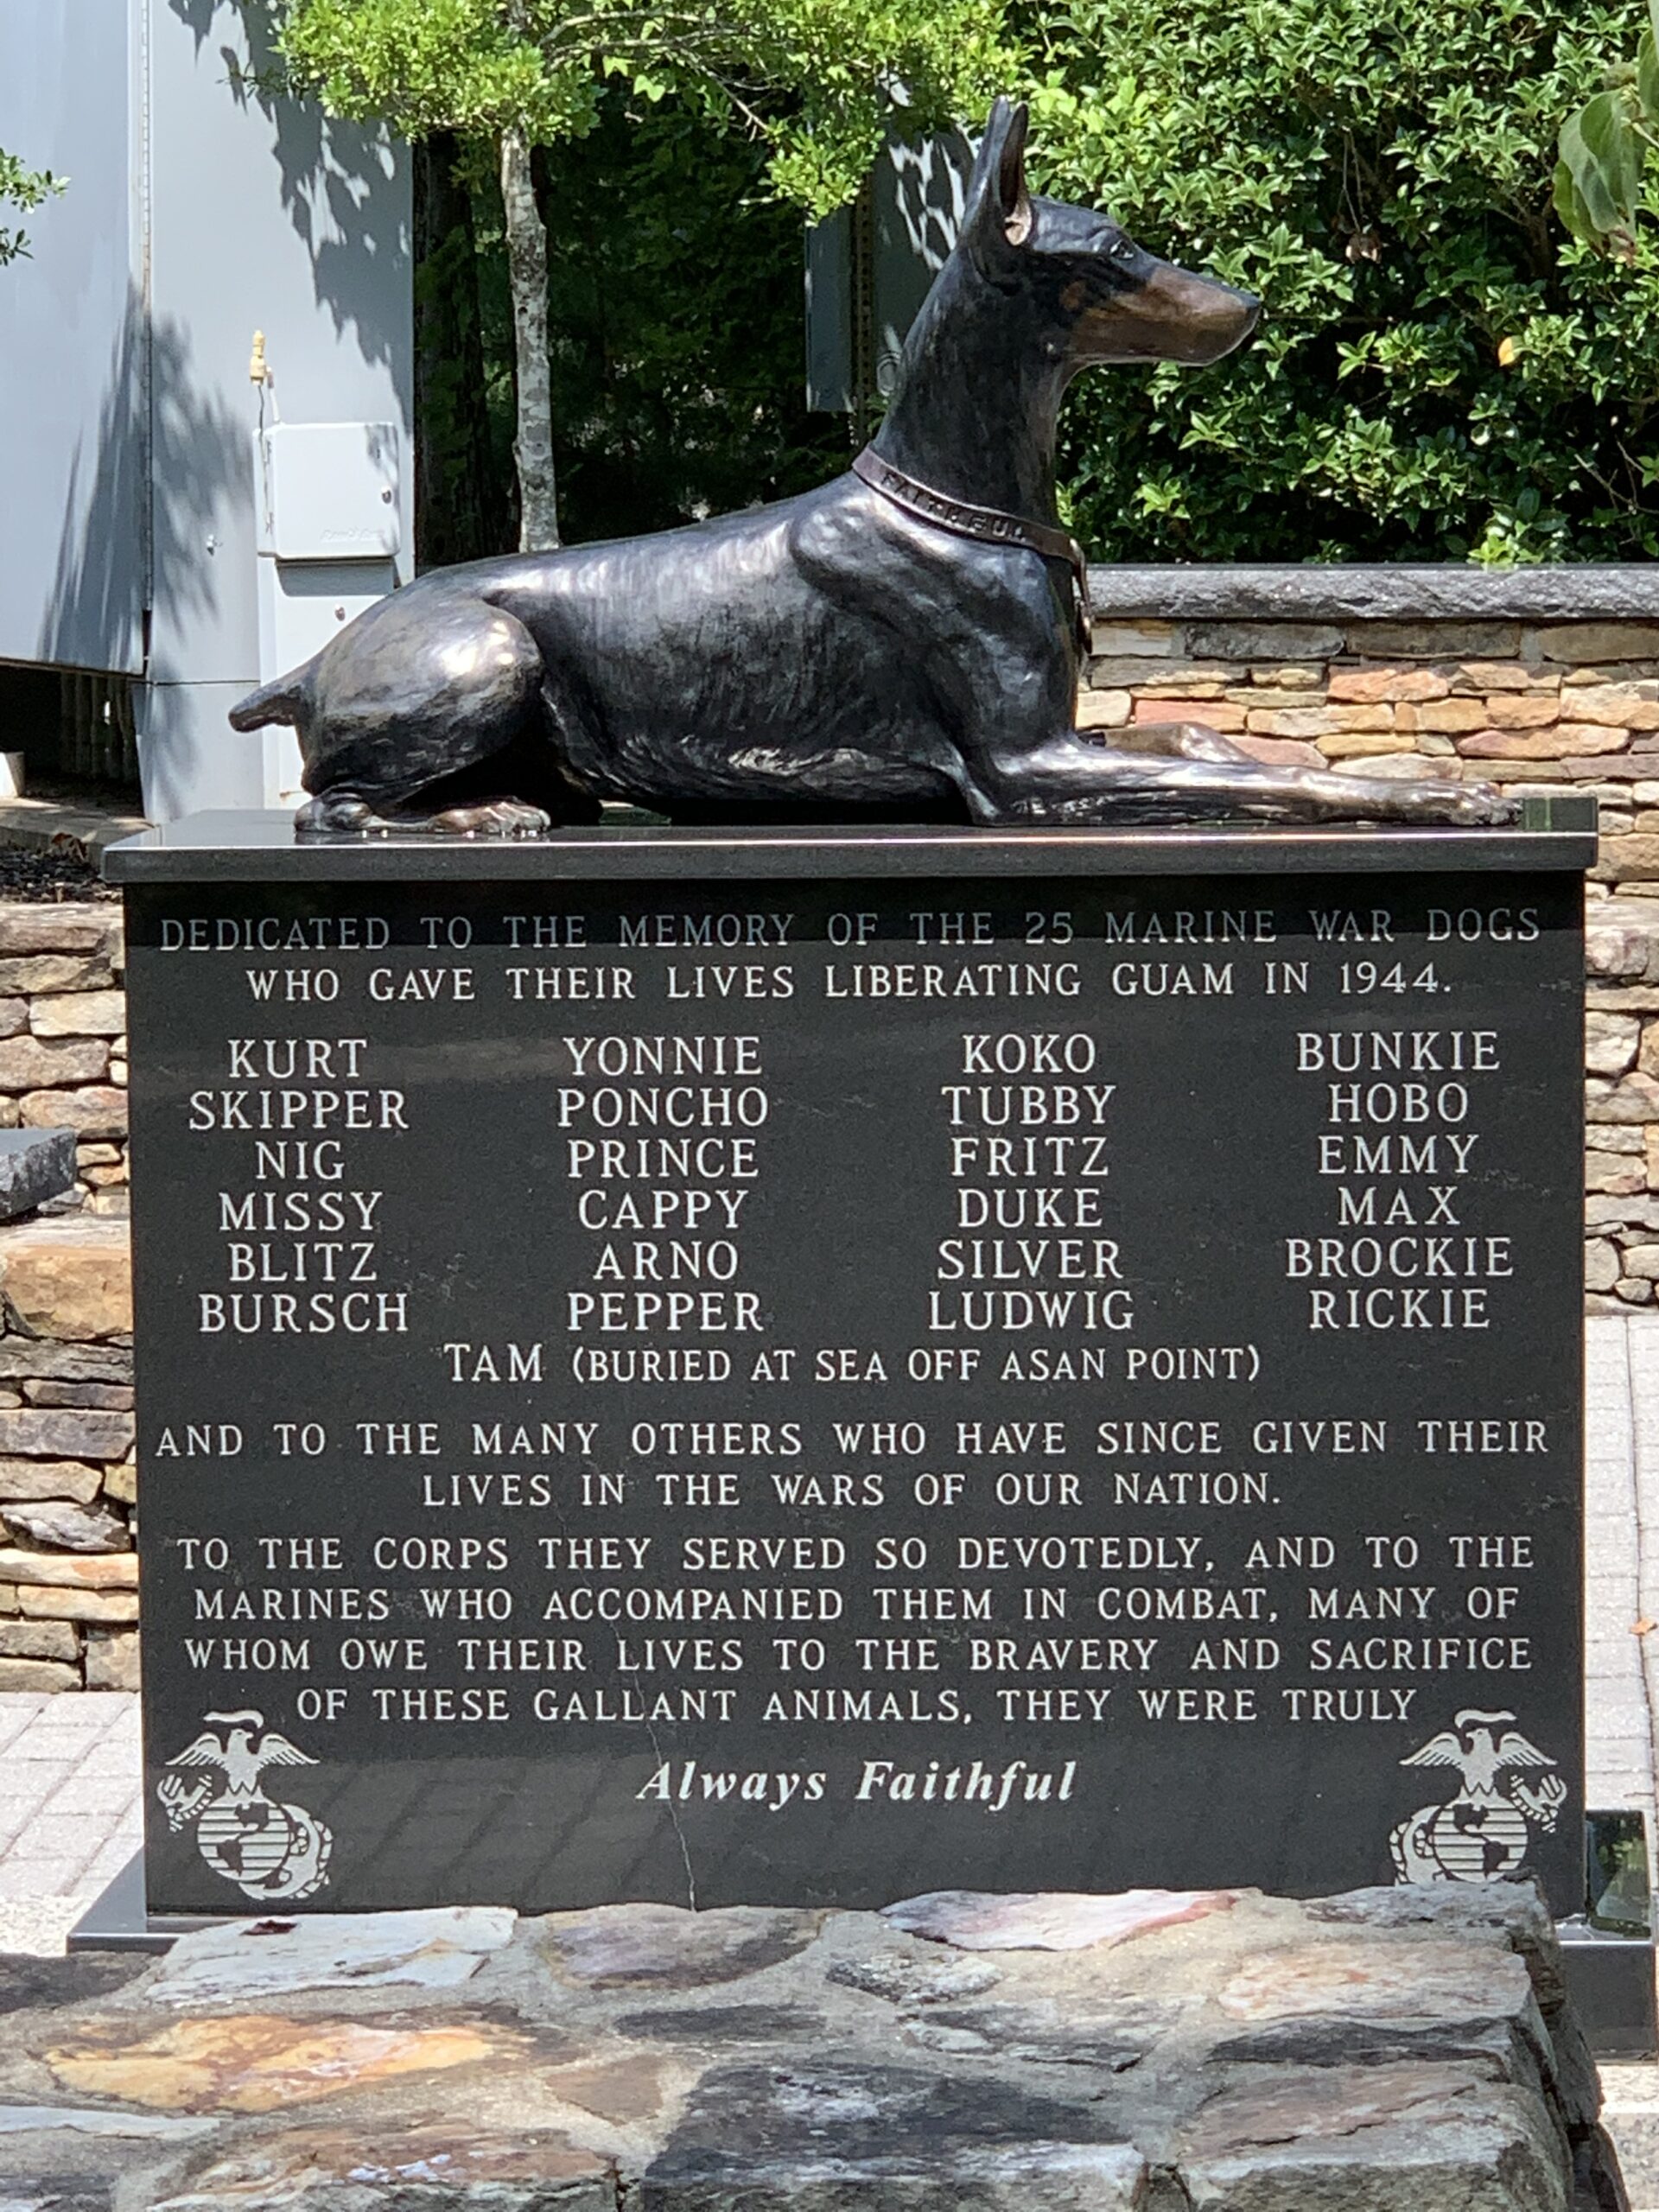 FAITHFUL
DEDICATED TO THE MEMORY OF THE 25 MARINE WAR DOGS
WHO GAVE THEIR LIVES LIBERATING GUAM IN 1944.
KURT YONNIE KOKO BUNKIE
SKIPPER PONCHO TUBBY HOBO
NIG PRINCE FRITZ EMMY
MISSY CAPPY DUKE MAX
BLITZ ARNO SILVER BROCKIE
BURSCH PEPPER LUDWIG RICKIE
TAM (BURIED AT SEA OFF ASAN POINT)
AND TO THE MANY OTHERS WHO HAVE SINCE GIVEN THEIR
LIVES IN THE WARS OF OUR NATION.
TO THE CORPS THEY SERVED SO DEVOTEDLY, AND TO THE
MARINES WHO ACCOMPANIED THEM IN COMBAT, MANY OF
WHOM OWE THEIR LIVES TO THE BRAVERY AND SACRIFICE
OF THESE GALLANT ANIMALS, THEY WERE TRULY
Always Faithful